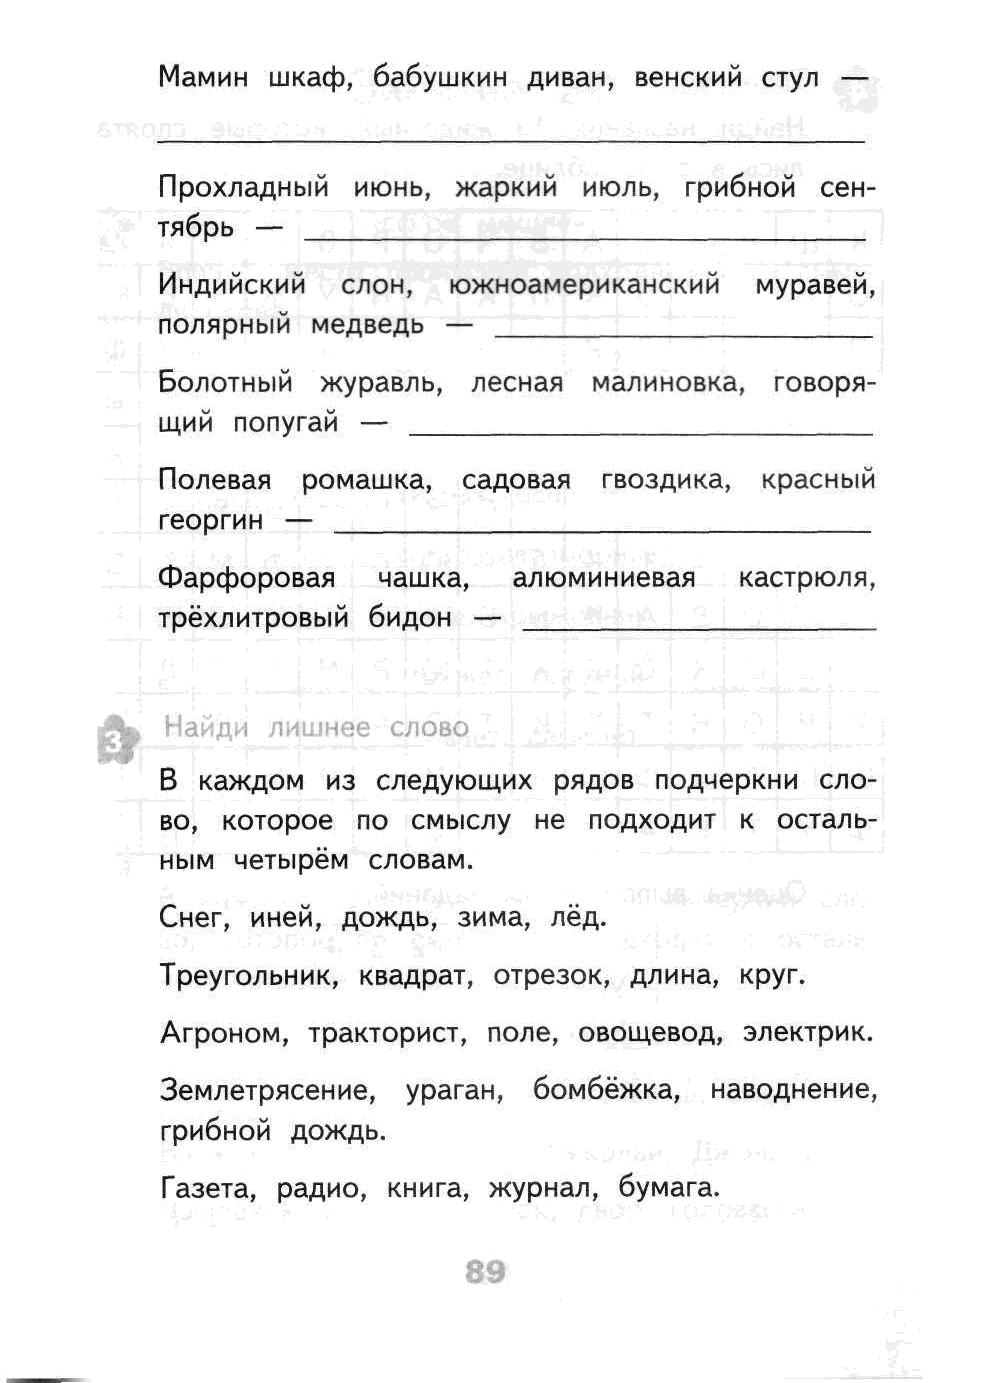 Мамин шкаф, бабушкин диван, венский стул —
Прохладный июнь, жаркий июль, грибной сен-
тябрь —
Индийский слон, южноамериканский муравей,
полярный медведь —
Болотный журавль, лесная малиновка, говоря-
щий попугай —
Полевая ромашка, садовая гвоздика, красный
георгин —
Фарфоровая чашка, алюминиевая кастрюля,
трёхлитровый бидон —
3 Найди лишнее слово
В каждом из следующих рядов подчеркни сло-
во, которое по смыслу не подходит к осталь-
ным четырём словам.
Снег, иней, дождь, зима, лёд.
Треугольник, квадрат, отрезок, длина, круг.
Агроном, тракторист, поле, овощевод, электрик.
Землетрясение, ураган, бомбёжка, наводнение,
грибной дождь.
Газета, радио, книга, журнал, бумага.
89